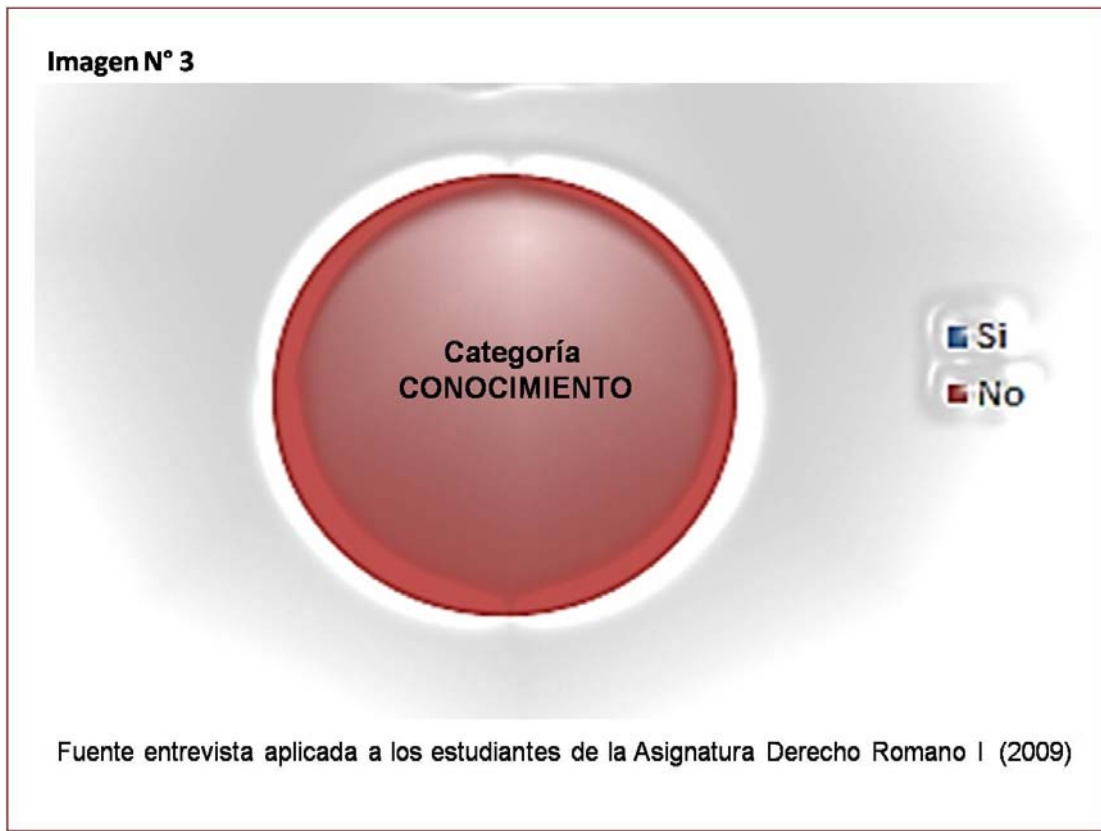 Imagen N° 3
Categoría
CONOCIMIENTO
Si
No
Fuente entrevista aplicada a los estudiantes de la Asignatura Derecho Romano I (2009)